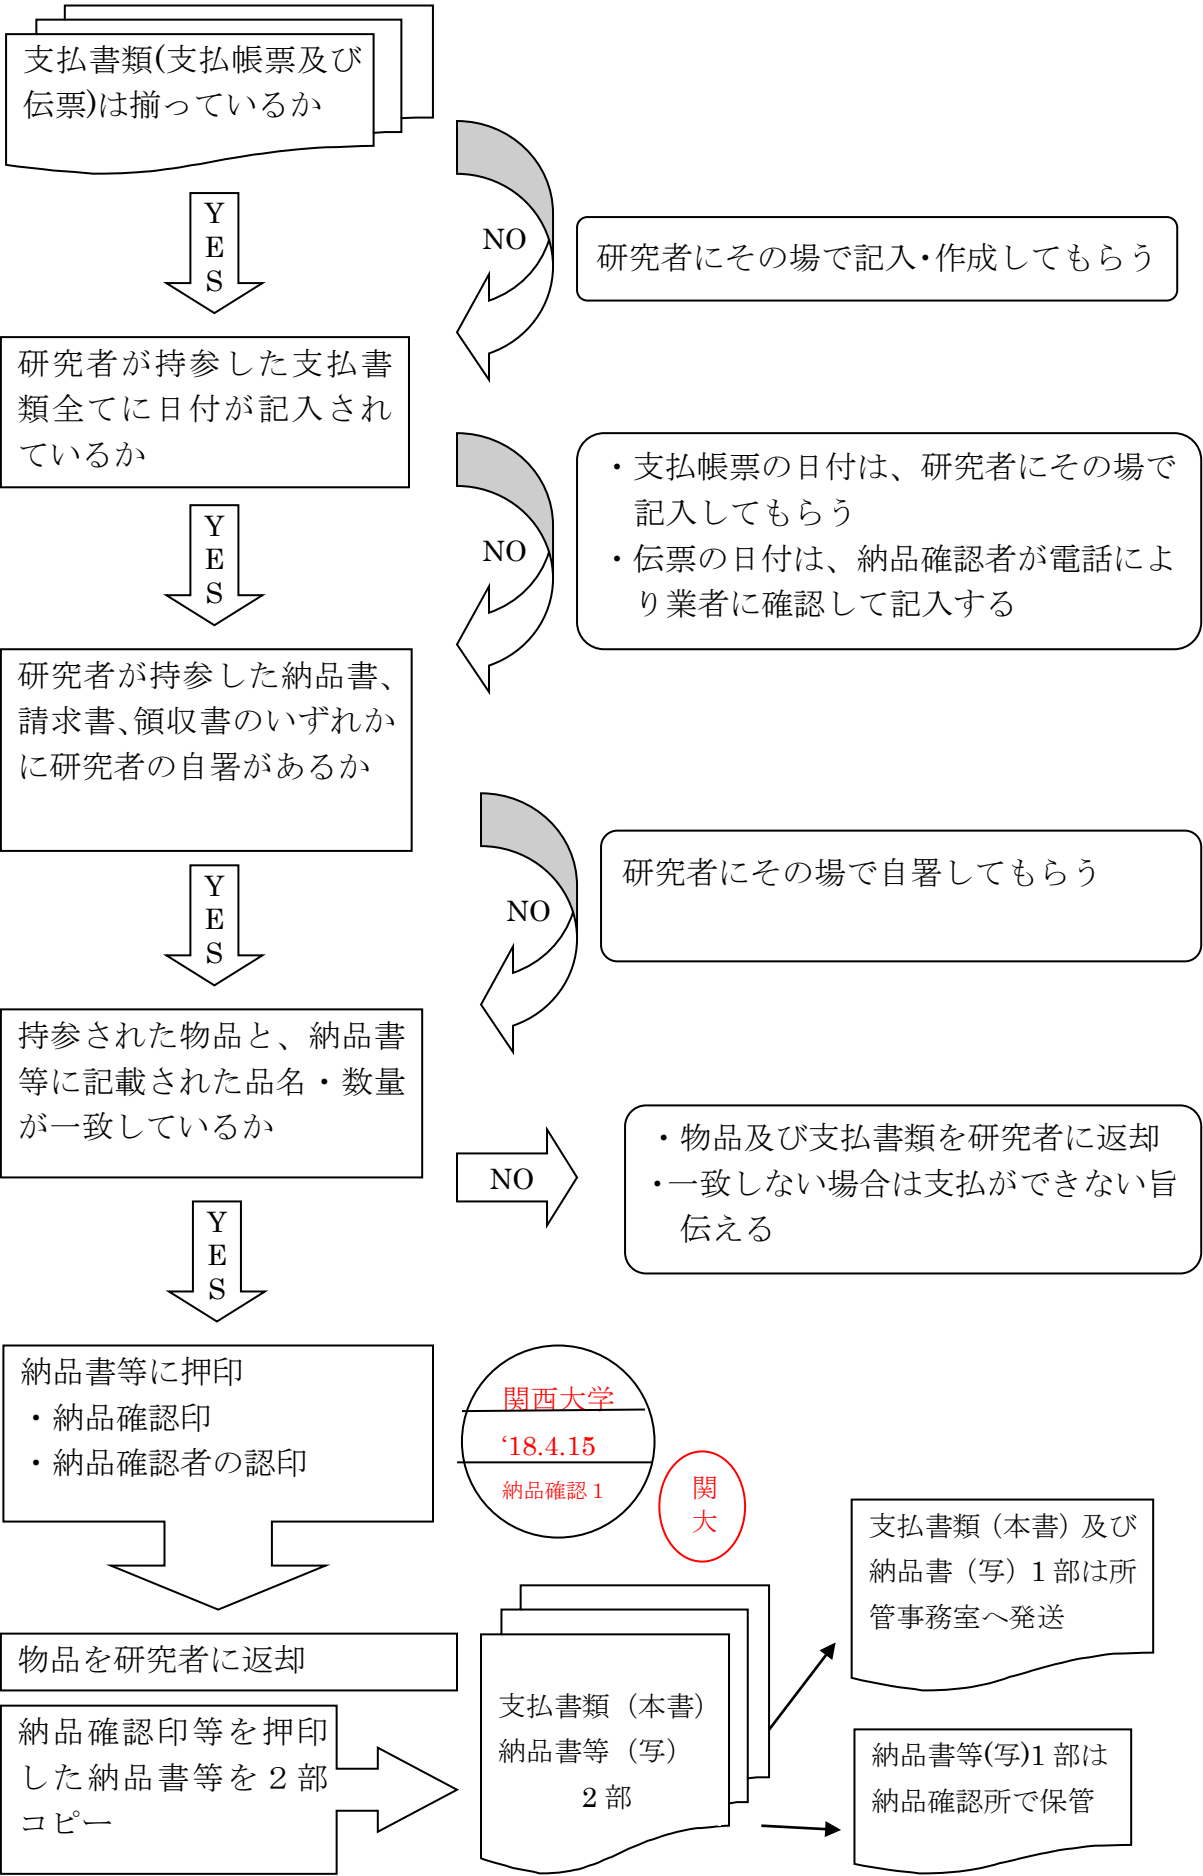 支払書類(支払帳票及び
伝票)は揃っているか
YES
NO
研究者にその場で記入・作成してもらう
研究者が持参した支払書
類全てに日付が記入され
ているか
YES
NO
・支払帳票の日付は、研究者にその場で
記入してもらう
・伝票の日付は、納品確認者が電話によ
り業者に確認して記入する
研究者が持参した納品書、
請求書、領収書のいずれか
に研究者の自署があるか
YES
NO
研究者にその場で自署してもらう
持参された物品と、納品書
等に記載された品名・数量
が一致しているか
YES
NO
・物品及び支払書類を研究者に返却
・一致しない場合は支払ができない旨
伝える
納品書等に押印
・納品確認印
・納品確認者の認印
関西大学
‘18.4.15
納品確認1
関大
物品を研究者に返却
納品確認印等を押印
した納品書等を2部
コピー
支払書類（本書）
納品書等（写）
2部
支払書類（本書）及び
納品書（写）1部は所
管事務室へ発送
納品書等(写)1部は
納品確認所で保管